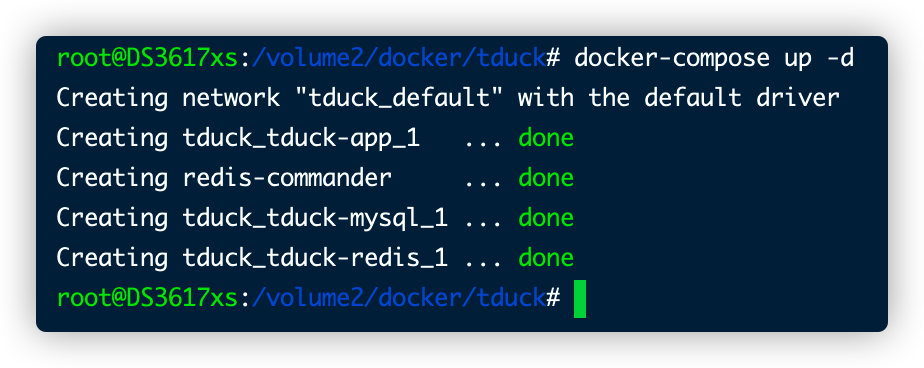 root@DS3617xs:/volume2/docker/tduck# docker-compose up -d
Creating network "tduck_default" with the default driver
Creating tduck_tduck-app_1   ... done
Creating redis-commander     ... done
Creating tduck_tduck-mysql_1 ... done
Creating tduck_tduck-redis_1 ... done
root@DS3617xs:/volume2/docker/tduck#